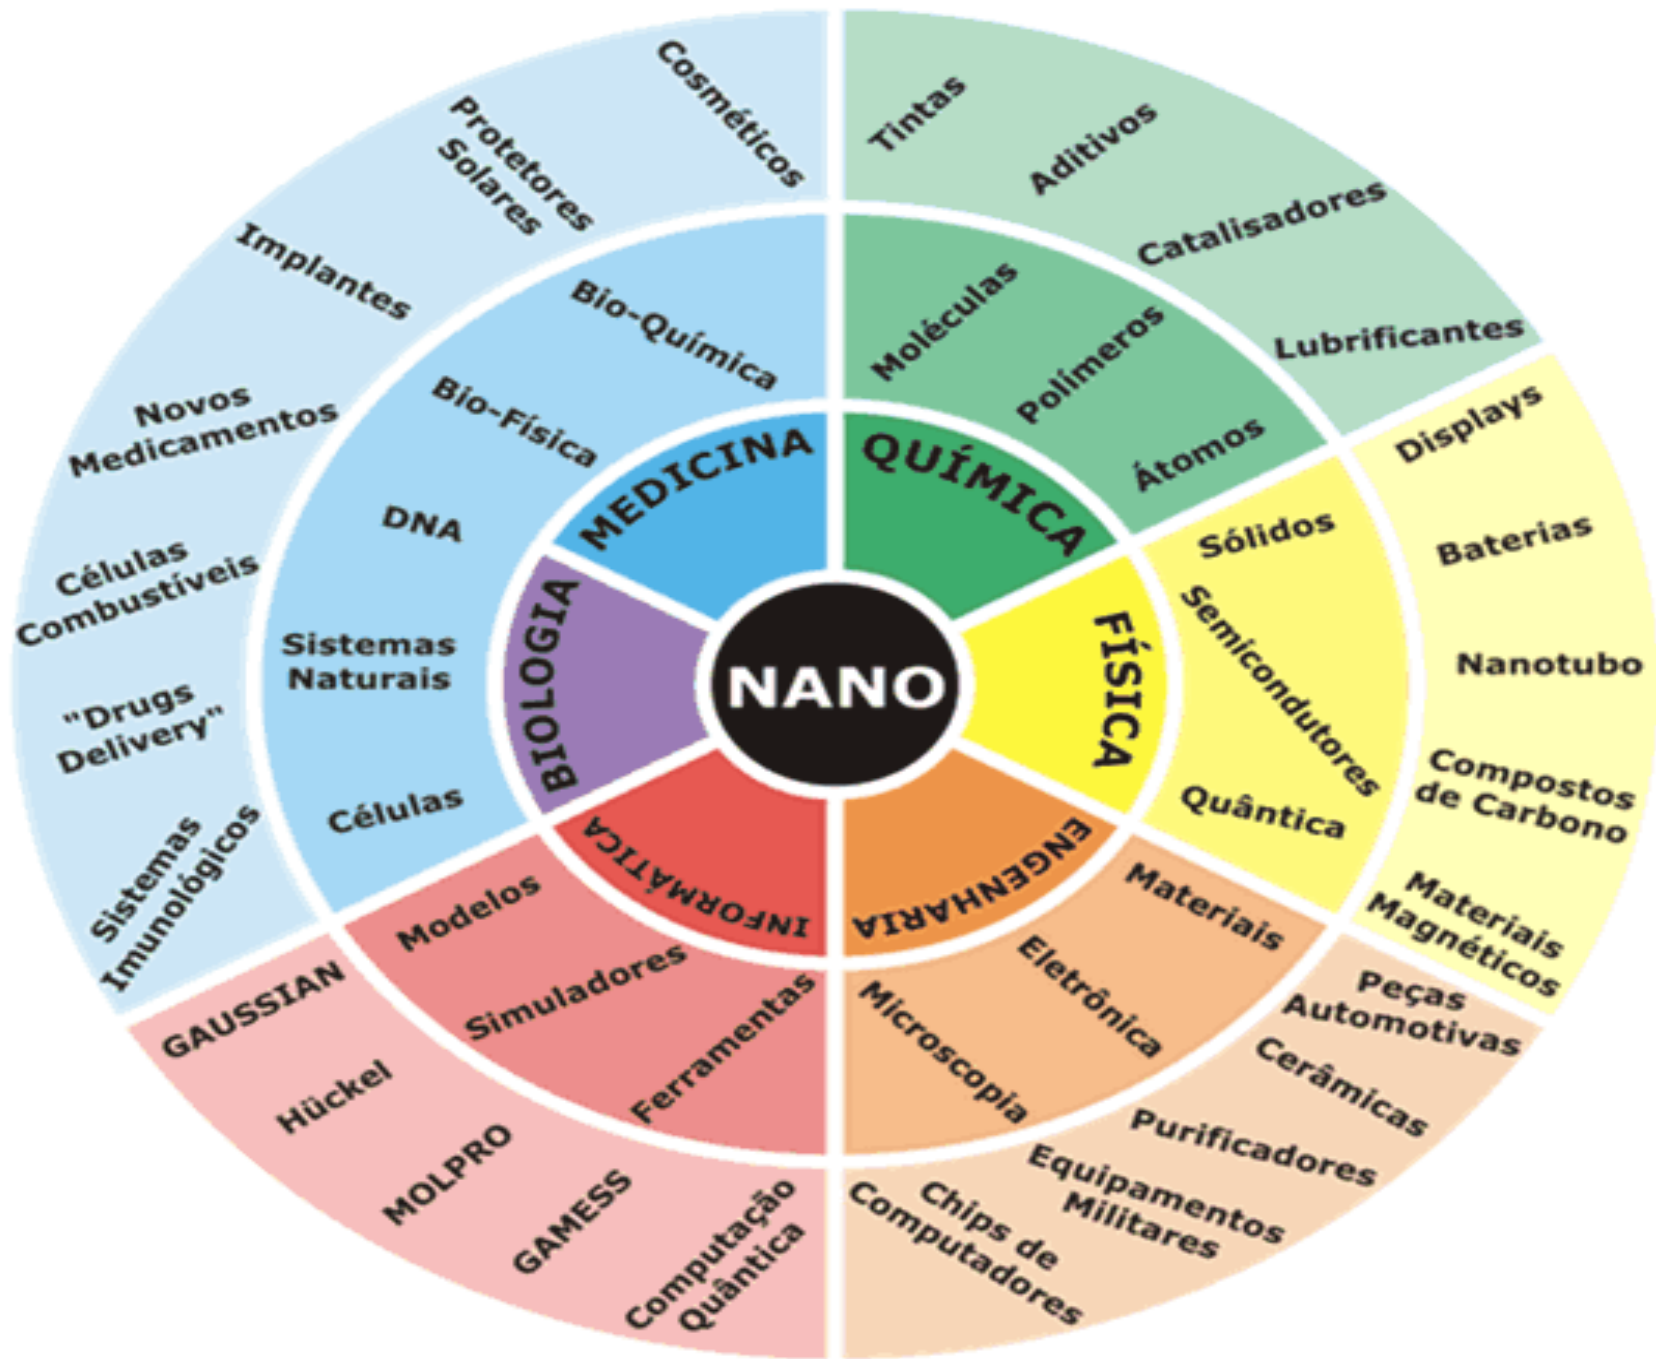 NANO
MEDICINA
QUÍMICA
FÍSICA
ENGENHARIA
INFORMÁTICA
BIOLOGIA
Bio-Química
Bio-Física
DNA
Sistemas
Naturais
Células
Moléculas
Polímeros
Átomos
Sólidos
Semicondutores
Quântica
Materiais
Eletrônica
Microscopia
Ferramentas
Simuladores
Modelos
Cosméticos
Protetores
Solares
Implantes
Novos
Medicamentos
Células
Combustíveis
"Drugs
Delivery"
Sistemas
Imunológicos
Tintas
Aditivos
Catalisadores
Lubrificantes
Displays
Baterias
Nanotubo
Compostos
de Carbono
Materiais
Magnéticos
Peças
Automotivas
Cerâmicas
Purificadores
Equipamentos
Militares
Chips de
Computadores
Computação
Quântica
GAMESS
MOLPRO
Hückel
GAUSSIAN